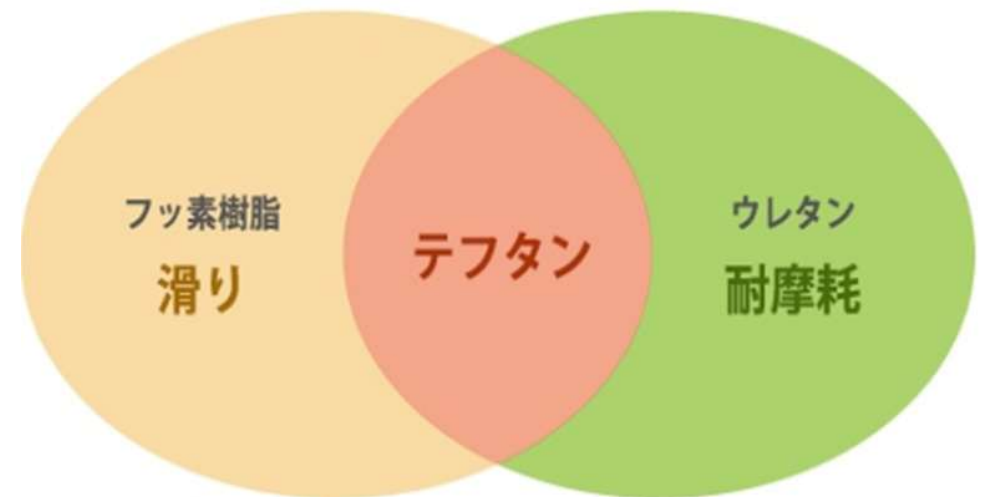 フッ素樹脂
滑り
テフタン
ウレタン
耐摩耗